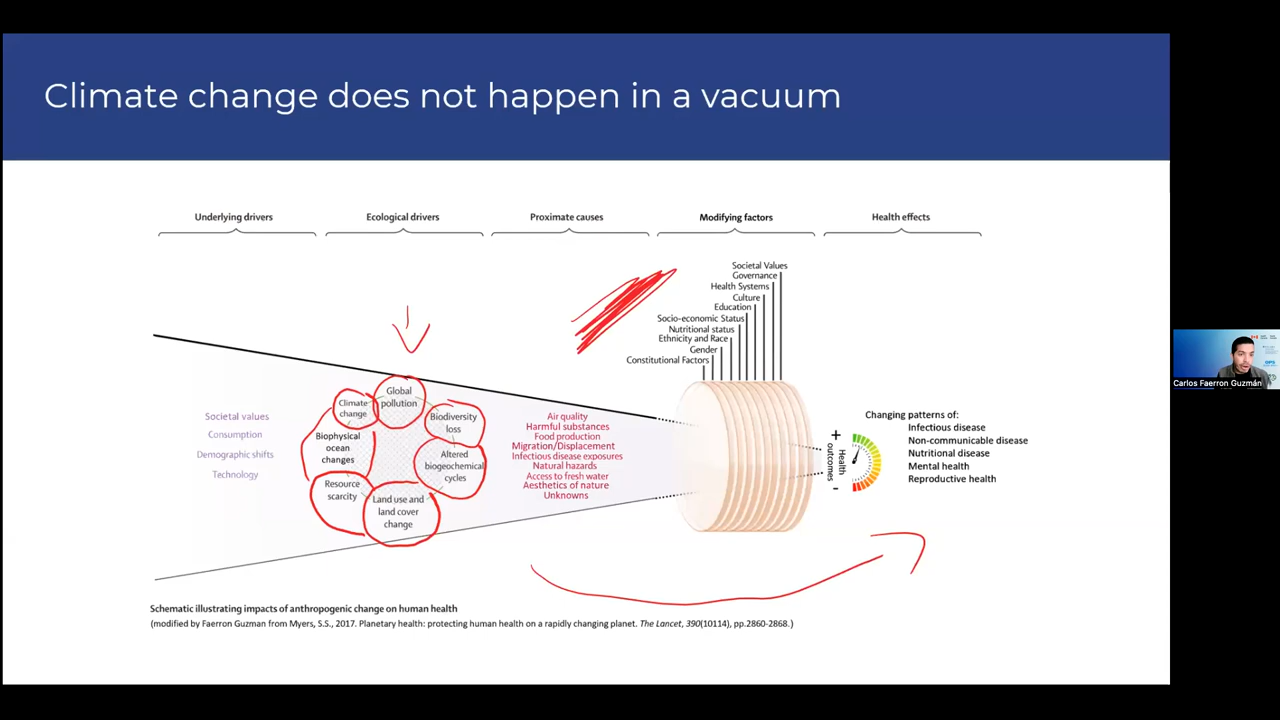 Climate change does not happen in a vacuum
Underlying drivers
Ecological drivers
Proximate causes
Modifying factors
Health effects
Societal Values
Governance
Health Systems
Culture
Education
Socio-economic Status
Nutritional status
Ethnicity and Race
Gender
Constitutional Factors
Societal values
Consumption
Demographic shifts
Technology
Global
pollution
Climate
change
Biodiversity
loss
Biophysical
ocean
changes
Altered
biogeochemical
cycles
Resource
scarcity
Land use and
land cover
change
Air quality
Harmful substances
Food production
Migration/Displacement
Infectious disease exposures
Natural hazards
Access to fresh water
Aesthetics of nature
Unknowns
+
Health
outcomes
-
Changing patterns of:
Infectious disease
Non-communicable disease
Nutritional disease
Mental health
Reproductive health
Schematic illustrating impacts of anthropogenic change on human health
(modified by Faerron Guzman from Myers, S.S., 2017. Planetary health: protecting human health on a rapidly changing planet. The Lancet, 390(10114), pp.2860-2868.)
Carlos Faerron Guzmán